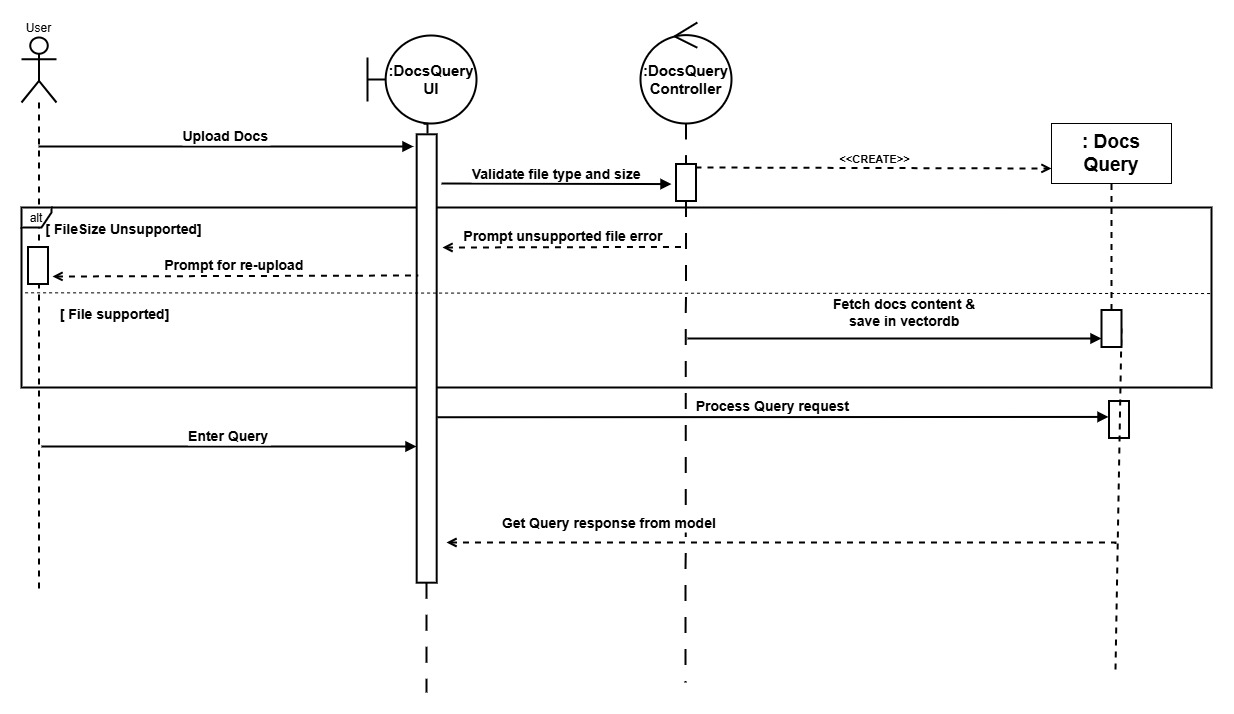 User
:DocsQuery
UI
:DocsQuery
Controller
: Docs
Query
Upload Docs
<<CREATE>>
Validate file type and size
alt
[ FileSize Unsupported]
Prompt unsupported file error
Prompt for re-upload
[ File supported]
Fetch docs content &
save in vectordb
Process Query request
Enter Query
Get Query response from model